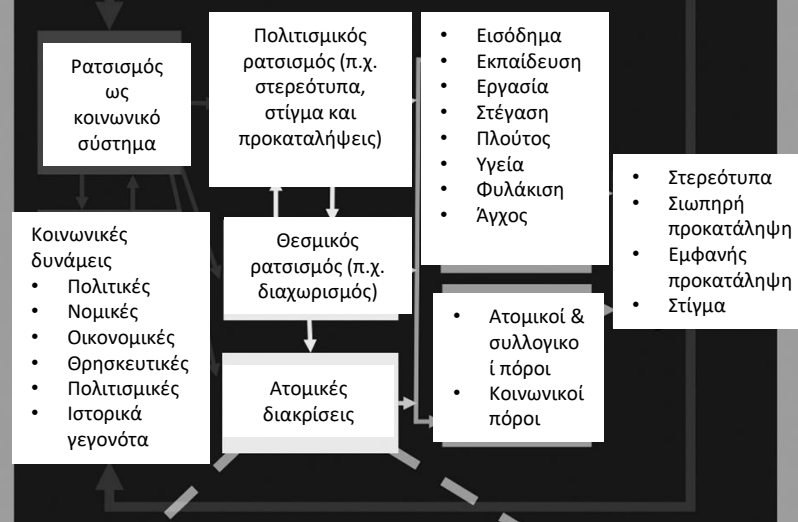 Ρατσισμός
ως
κοινωνικό
σύστημα
Πολιτισμικός
ρατσισμός (π.χ.
στερεότυπα,
στίγμα και
προκαταλήψεις)
• Εισόδημα
• Εκπαίδευση
• Εργασία
• Στέγαση
• Πλούτος
• Υγεία
• Φυλάκιση
• Άγχος
• Στερεότυπα
• Σιωπηρή
προκατάληψη
• Εμφανής
προκατάληψη
• Στίγμα
Κοινωνικές
δυνάμεις
• Πολιτικές
• Νομικές
• Οικονομικές
• Θρησκευτικές
• Πολιτισμικές
• Ιστορικά
γεγονότα
Θεσμικός
ρατσισμός (π.χ.
διαχωρισμός)
• Ατομικοί &
συλλογικο
ί πόροι
• Κοινωνικοί
πόροι
Ατομικές
διακρίσεις